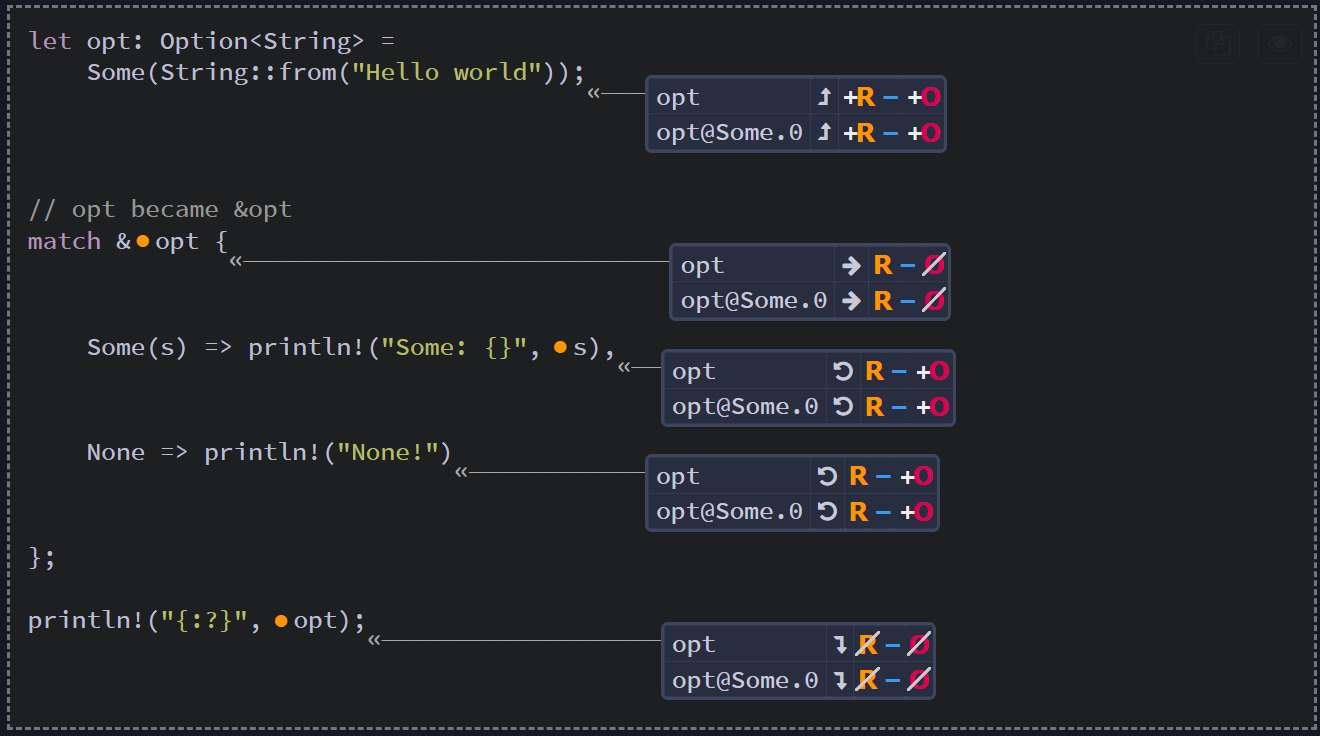 let opt: Option<String> =
    Some(String::from("Hello world"));
«
opt ⮥ +R – +O
opt@Some.0 ⮥ +R – +O
// opt became &opt
match &●opt {
«
opt ➔ R – O̸
opt@Some.0 ➔ R – O̸
    Some(s) => println!("Some: {}", ●s),
«
opt ↺ R – +O
opt@Some.0 ↺ R – +O
    None => println!("None!")
«
opt ↺ R – +O
opt@Some.0 ↺ R – +O
};
println!("{:?}", ●opt);
«
opt ↴ R̸ – O̸
opt@Some.0 ↴ R̸ – O̸